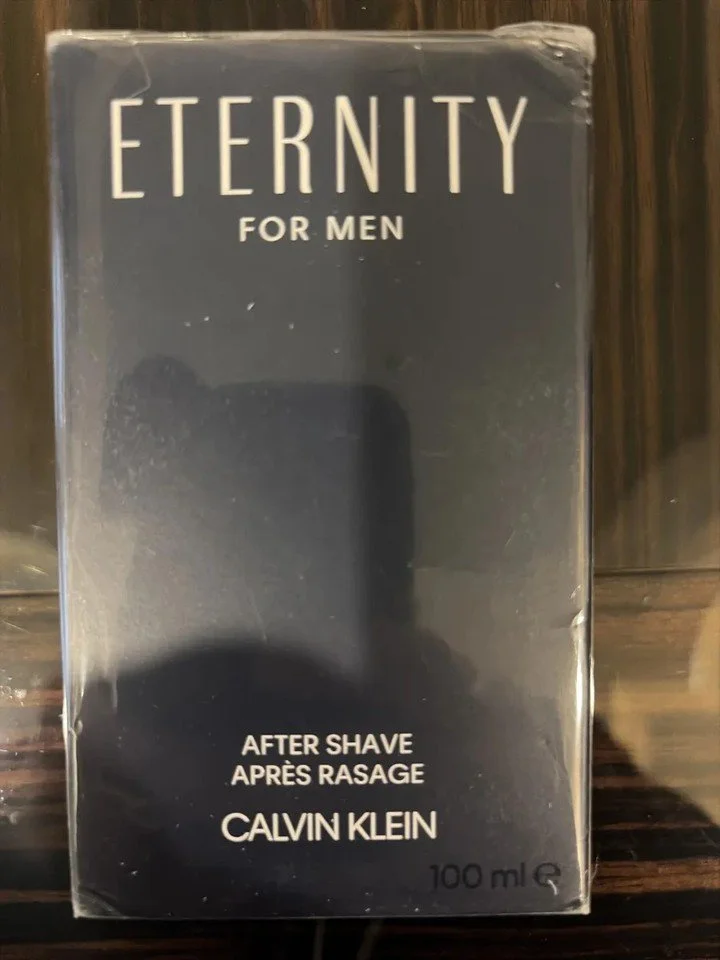 ETERNITY
FOR MEN
AFTER SHAVE
APRÈS RASAGE
CALVIN KLEIN
100 ml ℮